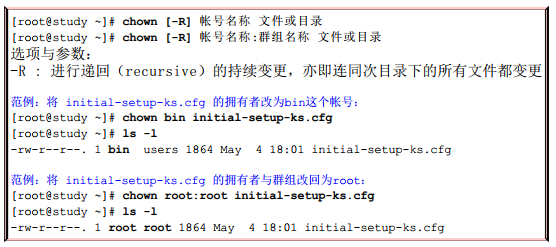 [root@study ~]# chown [-R] 帐号名称 文件或目录
[root@study ~]# chown [-R] 帐号名称:群组名称 文件或目录
选项与参数：
-R : 进行递回（recursive）的持续变更，亦即连同次目录下的所有文件都变更
范例：将 initial-setup-ks.cfg 的拥有者改为bin这个帐号：
[root@study ~]# chown bin initial-setup-ks.cfg
[root@study ~]# ls -l
-rw-r--r--. 1 bin  users 1864 May  4 18:01 initial-setup-ks.cfg
范例：将 initial-setup-ks.cfg 的拥有者与群组改回为root：
[root@study ~]# chown root:root initial-setup-ks.cfg
[root@study ~]# ls -l
-rw-r--r--. 1 root root 1864 May  4 18:01 initial-setup-ks.cfg